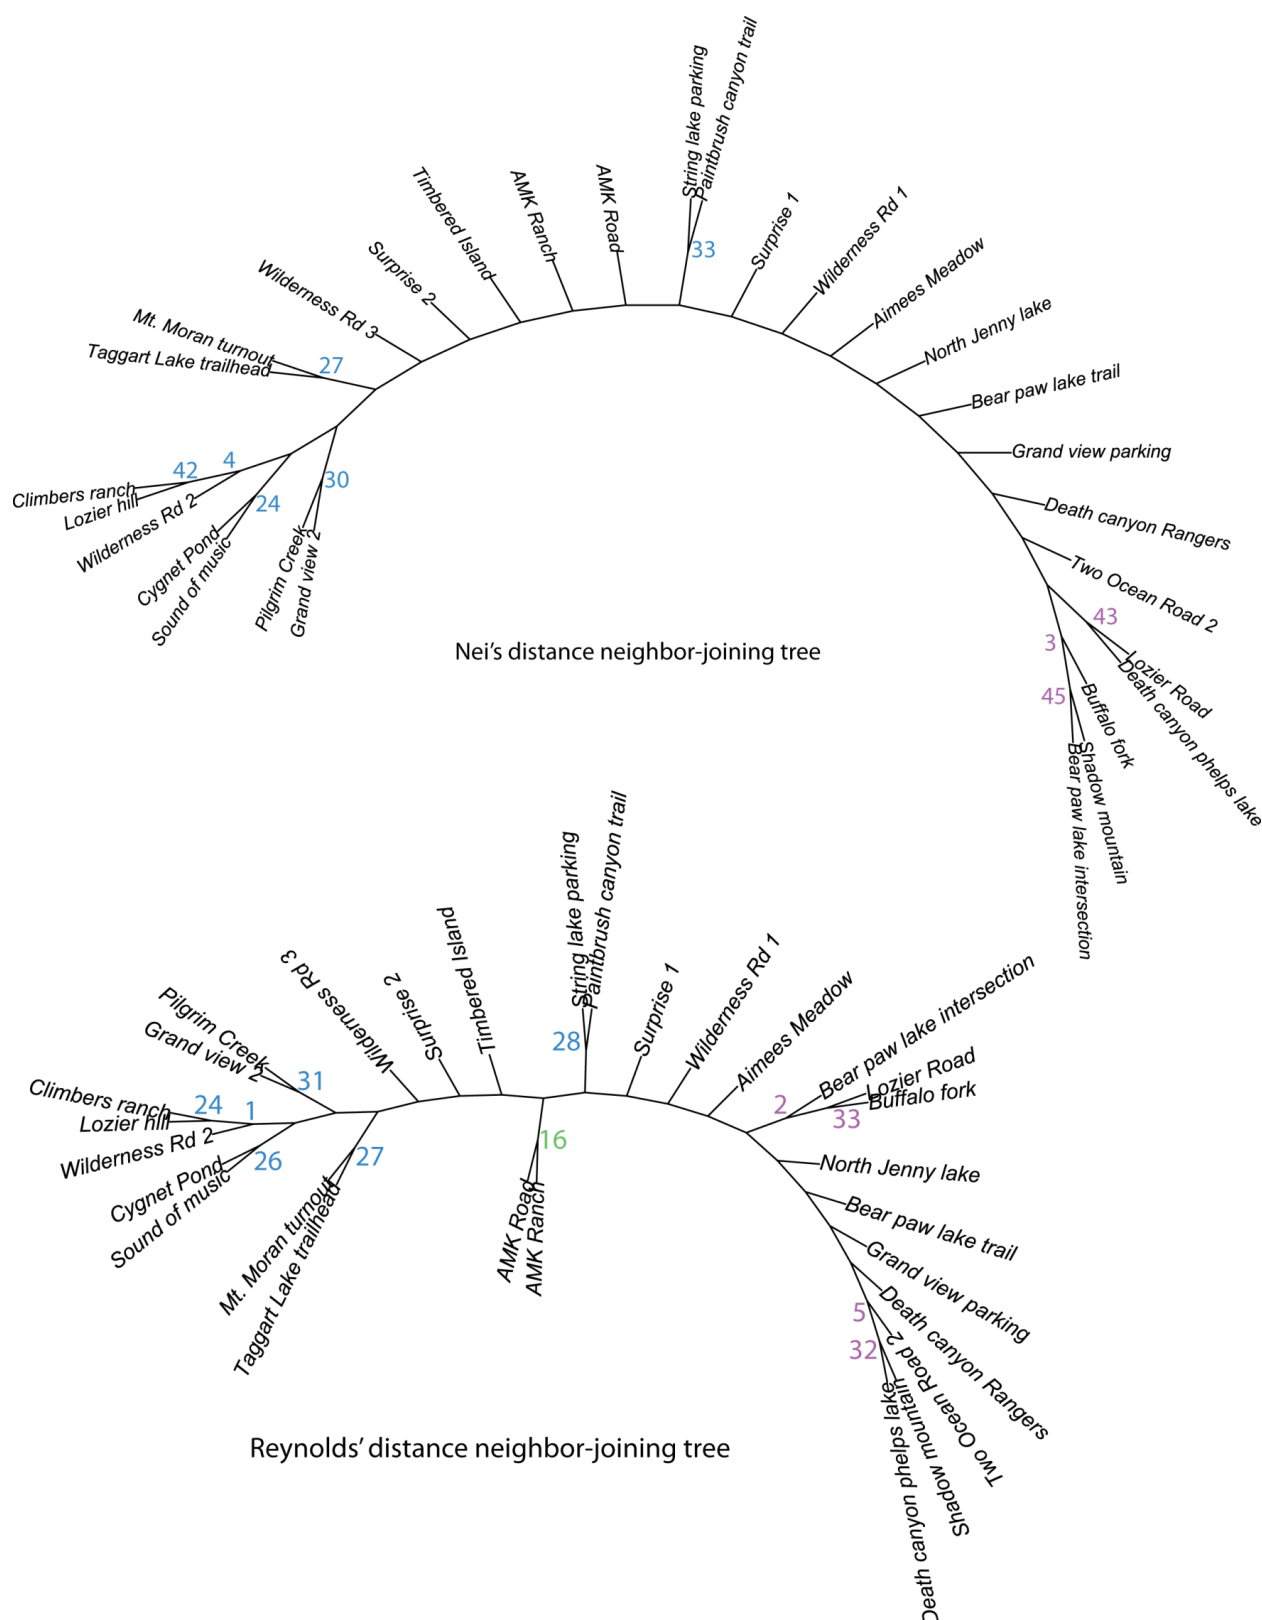 String lake parking
Paintbrush canyon trail
33
AMK Road
AMK Ranch
Timbered Island
Surprise 2
Wilderness Rd 3
Mt. Moran turnout
Taggart Lake trailhead
27
Surprise 1
Wilderness Rd 1
Aimees Meadow
North Jenny lake
Bear paw lake trail
Grand view parking
Death canyon Rangers
Two Ocean Road 2
43
Lozier Road
Death canyon phelps lake
3
45
Buffalo fork
Shadow mountain
Bear paw lake intersection
4
42
Climbers ranch
Lozier hill
Wilderness Rd 2
24
Cygnet Pond
Sound of music
30
Pilgrim Creek
Grand view 2
Nei's distance neighbor-joining tree
String lake parking
Paintbrush canyon trail
28
Timbered Island
Surprise 2
Wilderness Rd 3
Pilgrim Creek
Grand view 2
31
Climbers ranch
Lozier hill
24
1
Wilderness Rd 2
Cygnet Pond
Sound of music
26
27
Mt. Moran turnout
Taggart Lake trailhead
16
AMK Road
AMK Ranch
Surprise 1
Wilderness Rd 1
Aimees Meadow
2
Bear paw lake intersection
Lozier Road
Buffalo fork
33
North Jenny lake
Bear paw lake trail
Grand view parking
Death canyon Rangers
5
32
Two Ocean Road 2
Shadow mountain
Death canyon phelps lake
Reynolds' distance neighbor-joining tree